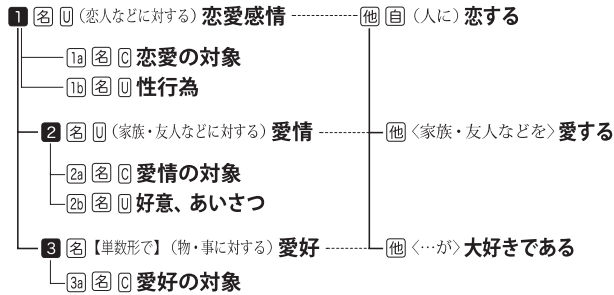 1 名 U （恋人などに対する）恋愛感情 他 自 （人に）恋する
1a 名 C 恋愛の対象
1b 名 U 性行為
2 名 U （家族・友人などに対する）愛情 他 〈家族・友人などを〉愛する
2a 名 C 愛情の対象
2b 名 U 好意、あいさつ
3 名 【単数形で】（物・事に対する）愛好 他 〈…が〉大好きである
3a 名 C 愛好の対象